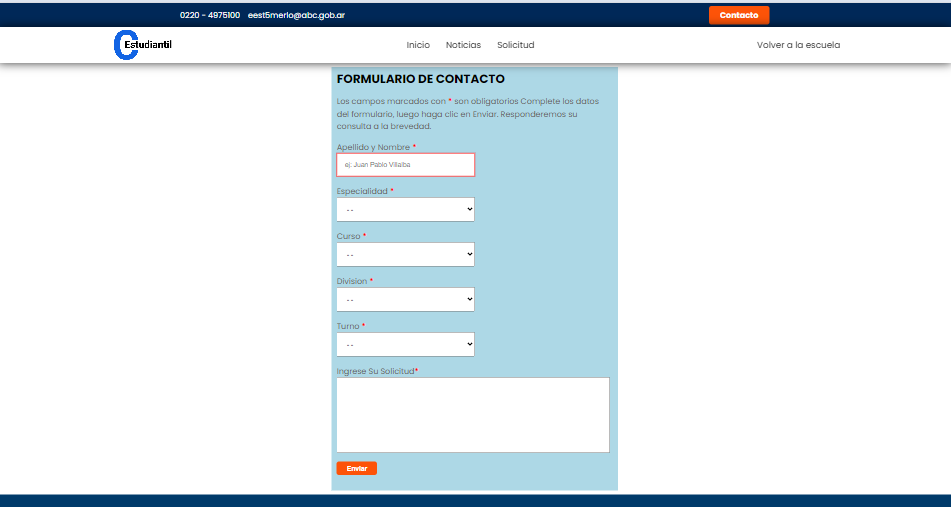 0220 - 4975100 eest5merlo@abc.gob.ar Contacto
C Estudiantil Inicio Noticias Solicitud Volver a la escuela
FORMULARIO DE CONTACTO
Los campos marcados con * son obligatorios Complete los datos
del formulario, luego haga clic en Enviar. Responderemos su
consulta a la brevedad.
Apellido y Nombre *
ej: Juan Pablo Villalba
Especialidad *
- -
Curso *
- -
Division *
- -
Turno *
- -
Ingrese Su Solicitud*
Enviar